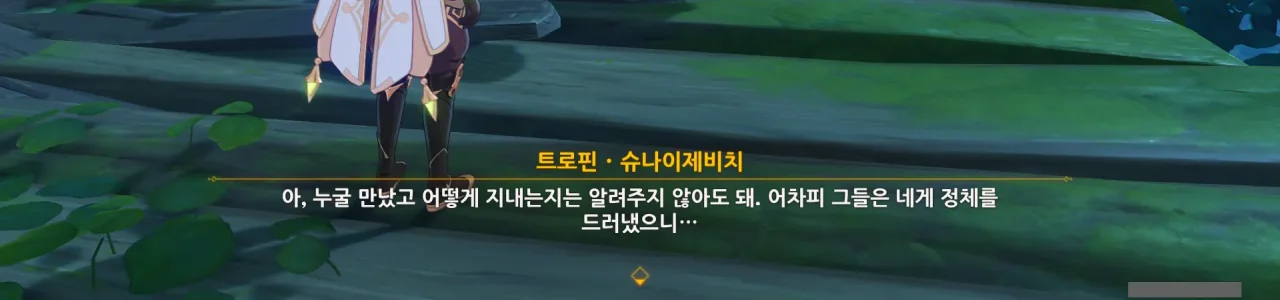 트로핀・슈나이제비치
아, 누굴 만났고 어떻게 지내는지는 알려주지 않아도 돼. 어차피 그들은 네게 정체를
드러냈으니…